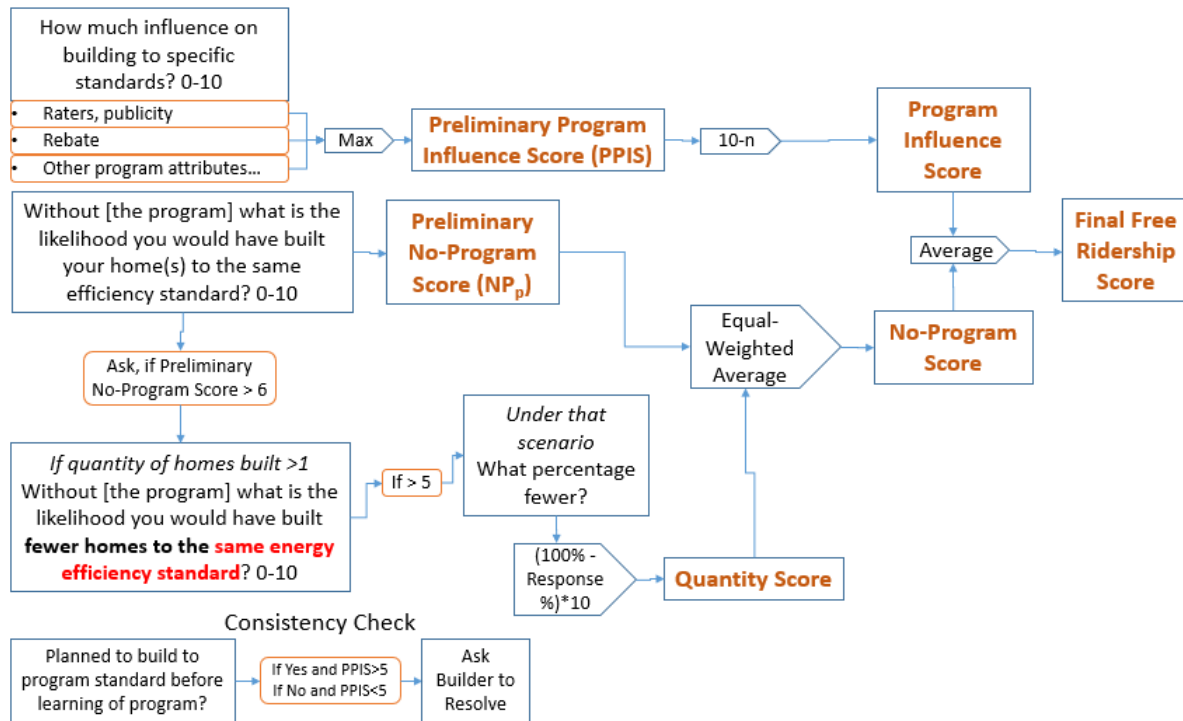 How much influence on
building to specific
standards? 0-10
• Raters, publicity
• Rebate
• Other program attributes…
Max
Preliminary Program
Influence Score (PPIS)
10-n
Program
Influence
Score
Without [the program] what is the
likelihood you would have built
your home(s) to the same
efficiency standard? 0-10
Preliminary
No-Program
Score (NPp)
Average
Final Free
Ridership
Score
Equal-
Weighted
Average
No-Program
Score
Ask, if Preliminary
No-Program Score > 6
If quantity of homes built >1
Without [the program] what is the
likelihood you would have built
fewer homes to the same energy
efficiency standard? 0-10
If > 5
Under that
scenario
What percentage
fewer?
(100% -
Response
%)*10
Quantity Score
Consistency Check
Planned to build to
program standard before
learning of program?
If Yes and PPIS>5
If No and PPIS<5
Ask
Builder to
Resolve